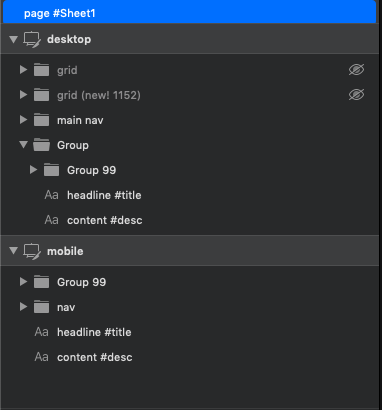 page #Sheet1
desktop
grid
grid (new! 1152)
main nav
Group
Group 99
Aa headline #title
Aa content #desc
mobile
Group 99
nav
Aa headline #title
Aa content #desc